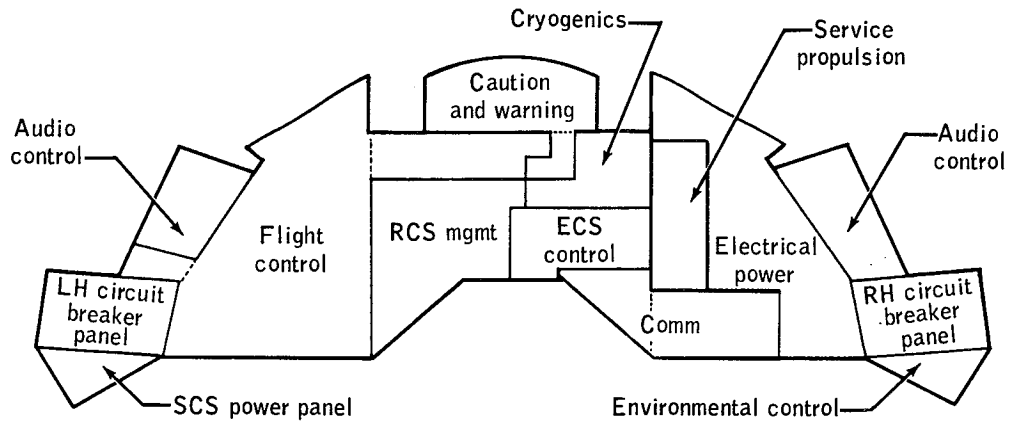 Cryogenics
Service
propulsion
Caution
and warning
Audio
control
Audio
control
Flight
control
RCS mgmt
ECS
control
Electrical
power
LH circuit
breaker
panel
RH circuit
breaker
panel
Comm
SCS power panel
Environmental control